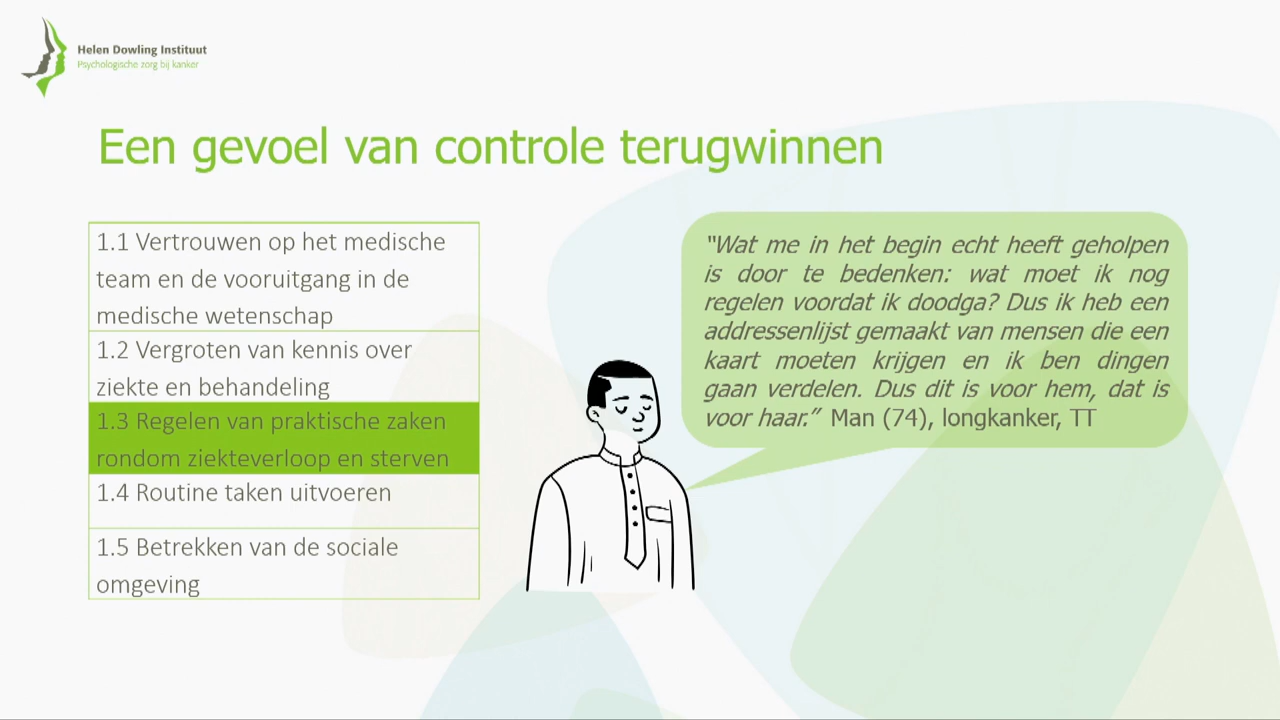 Helen Dowling Instituut
Psychologische zorg bij kanker
Een gevoel van controle terugwinnen
1.1 Vertrouwen op het medische
team en de vooruitgang in de
medische wetenschap
1.2 Vergroten van kennis over
ziekte en behandeling
1.3 Regelen van praktische zaken
rondom ziekteverloop en sterven
1.4 Routine taken uitvoeren
1.5 Betrekken van de sociale
omgeving
“Wat me in het begin echt heeft geholpen
is door te bedenken: wat moet ik nog
regelen voordat ik doodga? Dus ik heb een
addressenlijst gemaakt van mensen die een
kaart moeten krijgen en ik ben dingen
gaan verdelen. Dus dit is voor hem, dat is
voor haar.” Man (74), longkanker, TT